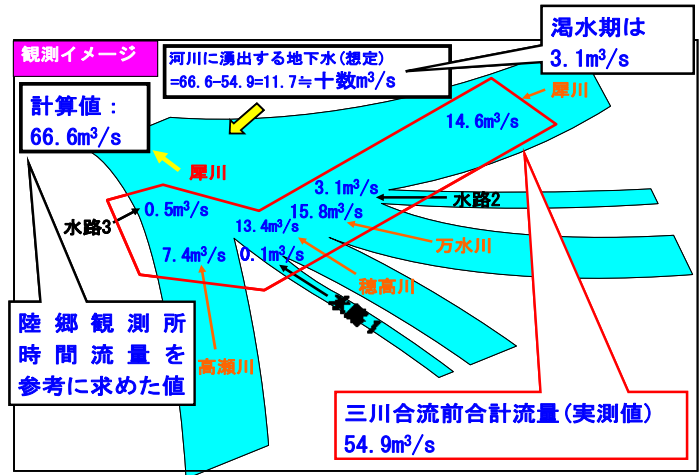 観測イメージ
河川に湧出する地下水(想定)
=66.6-54.9=11.7≒十数m³/s
渇水期は
3.1m³/s
計算値:
66.6m³/s
犀川
14.6m³/s
犀川
3.1m³/s
水路2
0.5m³/s
15.8m³/s
水路3
13.4m³/s
万水川
7.4m³/s
0.1m³/s
穂高川
水路1
陸郷観測所
時間流量を
参考に求めた値
高瀬川
三川合流前合計流量(実測値)
54.9m³/s